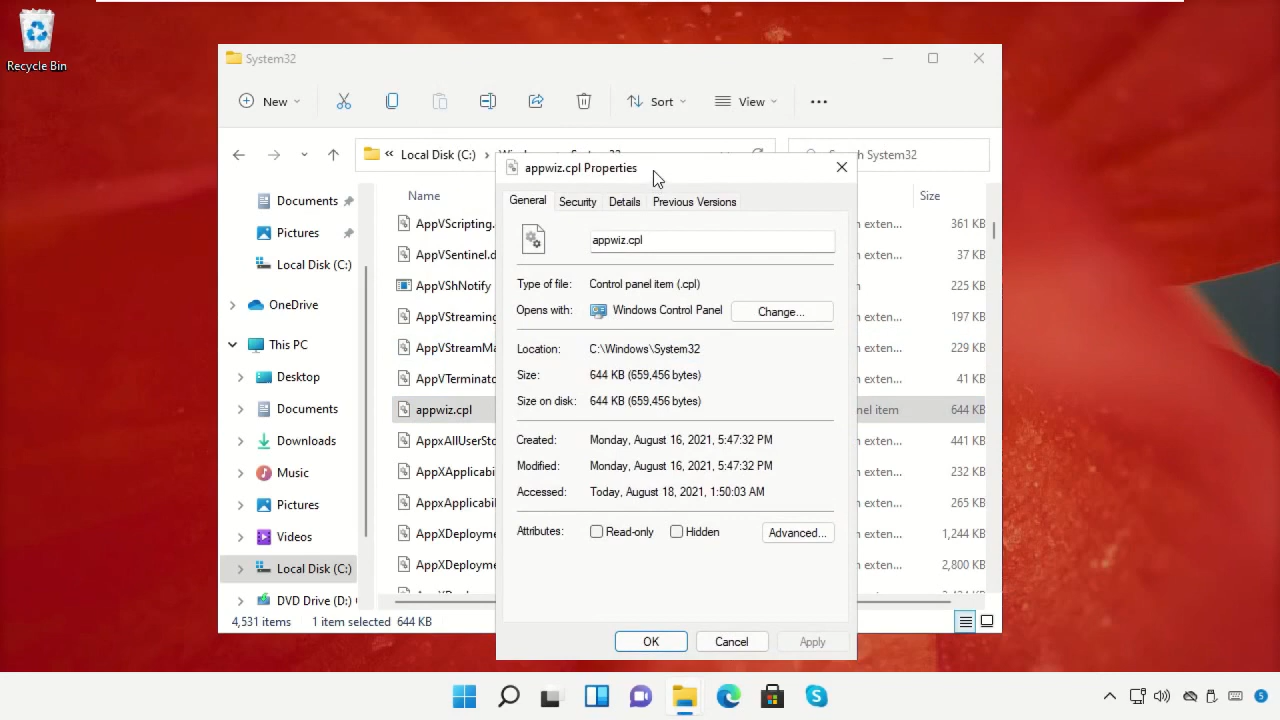 Recycle Bin
System32
New
Sort
View
Local Disk (C:)
System32
appwiz.cpl Properties
General
Security
Details
Previous Versions
appwiz.cpl
Type of file:
Control panel item (.cpl)
Opens with:
Windows Control Panel
Change...
Location:
C:\Windows\System32
Size:
644 KB (659,456 bytes)
Size on disk:
644 KB (659,456 bytes)
Created:
Monday, August 16, 2021, 5:47:32 PM
Modified:
Monday, August 16, 2021, 5:47:32 PM
Accessed:
Today, August 18, 2021, 1:50:03 AM
Attributes:
Read-only
Hidden
Advanced...
OK
Cancel
Apply
Documents
Pictures
Local Disk (C:)
OneDrive
This PC
Desktop
Documents
Downloads
Music
Pictures
Videos
Local Disk (C:)
DVD Drive (D:)
Name
Size
AppVScripting.
exten...
361 KB
AppVSentinel.d
exten...
37 KB
AppVShNotify
225 KB
AppVStreaming
exten...
197 KB
AppVStreamMa
exten...
229 KB
AppVTerminato
exten...
41 KB
appwiz.cpl
item
644 KB
AppxAllUserSto
exten...
441 KB
AppXApplicabi
exten...
232 KB
AppxApplicabil
exten...
265 KB
AppXDeployme
exten...
1,244 KB
AppXDeployme
exten...
2,800 KB
4,531 items
1 item selected 644 KB
5